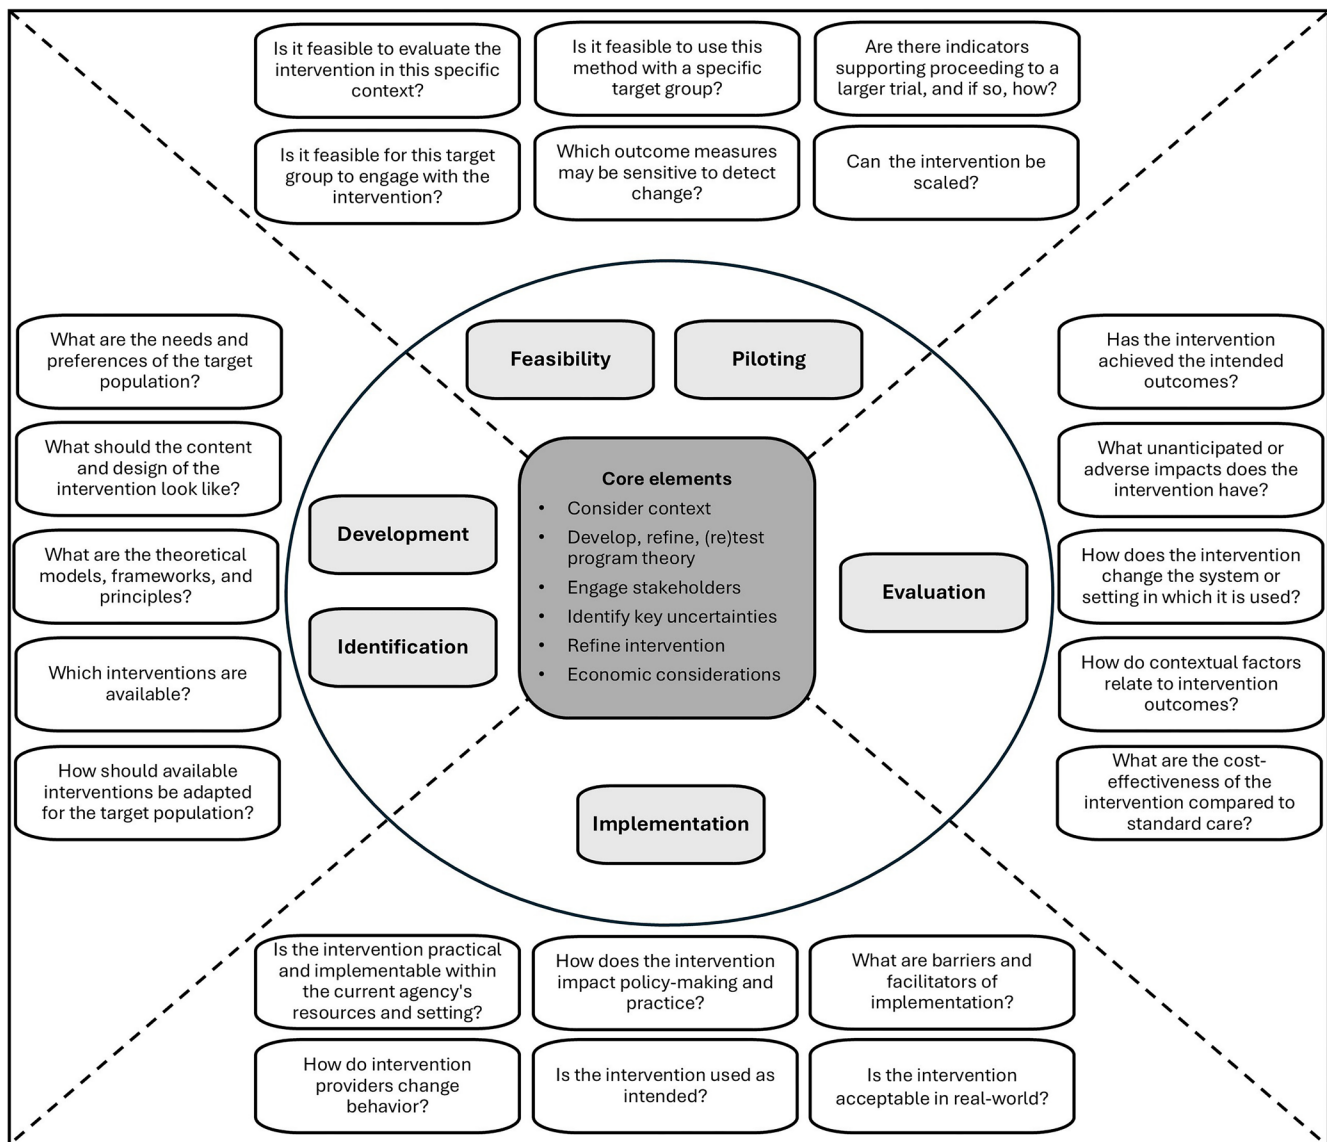 Is it feasible to evaluate the
intervention in this specific
context?
Is it feasible to use this
method with a specific
target group?
Are there indicators
supporting proceeding to a
larger trial, and if so, how?
Is it feasible for this target
group to engage with the
intervention?
Which outcome measures
may be sensitive to detect
change?
Can the intervention be
scaled?
What are the needs and
preferences of the target
population?
What should the content
and design of the
intervention look like?
What are the theoretical
models, frameworks, and
principles?
Which interventions are
available?
How should available
interventions be adapted
for the target population?
Feasibility
Piloting
Development
Identification
Core elements
• Consider context
• Develop, refine, (re)test
program theory
• Engage stakeholders
• Identify key uncertainties
• Refine intervention
• Economic considerations
Evaluation
Implementation
Has the intervention
achieved the intended
outcomes?
What unanticipated or
adverse impacts does the
intervention have?
How does the intervention
change the system or
setting in which it is used?
How do contextual factors
relate to intervention
outcomes?
What are the cost-
effectiveness of the
intervention compared to
standard care?
Is the intervention practical
and implementable within
the current agency's
resources and setting?
How does the intervention
impact policy-making and
practice?
What are barriers and
facilitators of
implementation?
How do intervention
providers change
behavior?
Is the intervention used as
intended?
Is the intervention
acceptable in real-world?